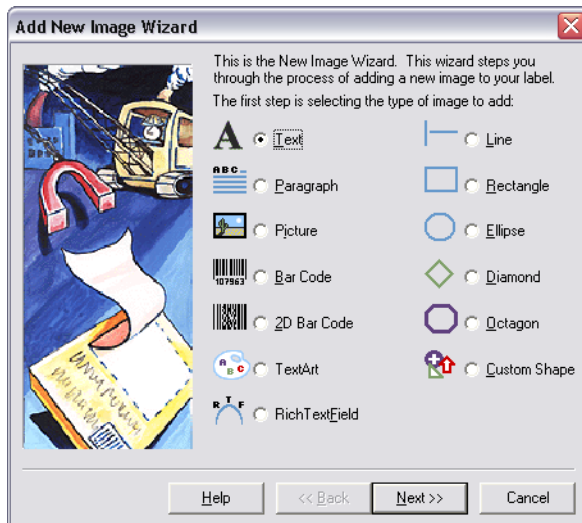 Add New Image Wizard
This is the New Image Wizard. This wizard steps you
through the process of adding a new image to your label.
The first step is selecting the type of image to add:
A Text
ABC Paragraph
Picture
107963 Bar Code
2D Bar Code
A B C TextArt
R T F RichTextField
Line
Rectangle
Ellipse
Diamond
Octagon
Custom Shape
Help
<< Back
Next >>
Cancel